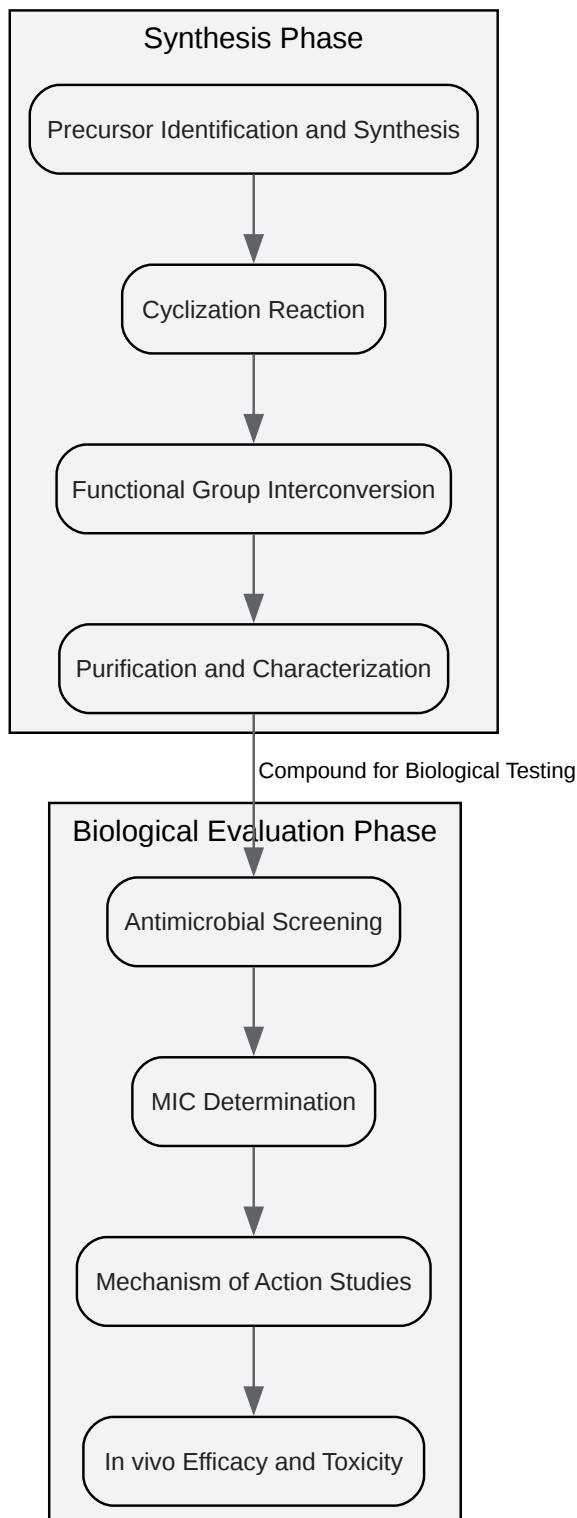 Synthesis Phase
Precursor Identification and Synthesis
Cyclization Reaction
Functional Group Interconversion
Purification and Characterization
Compound for Biological Testing
Biological Evaluation Phase
Antimicrobial Screening
MIC Determination
Mechanism of Action Studies
In vivo Efficacy and Toxicity